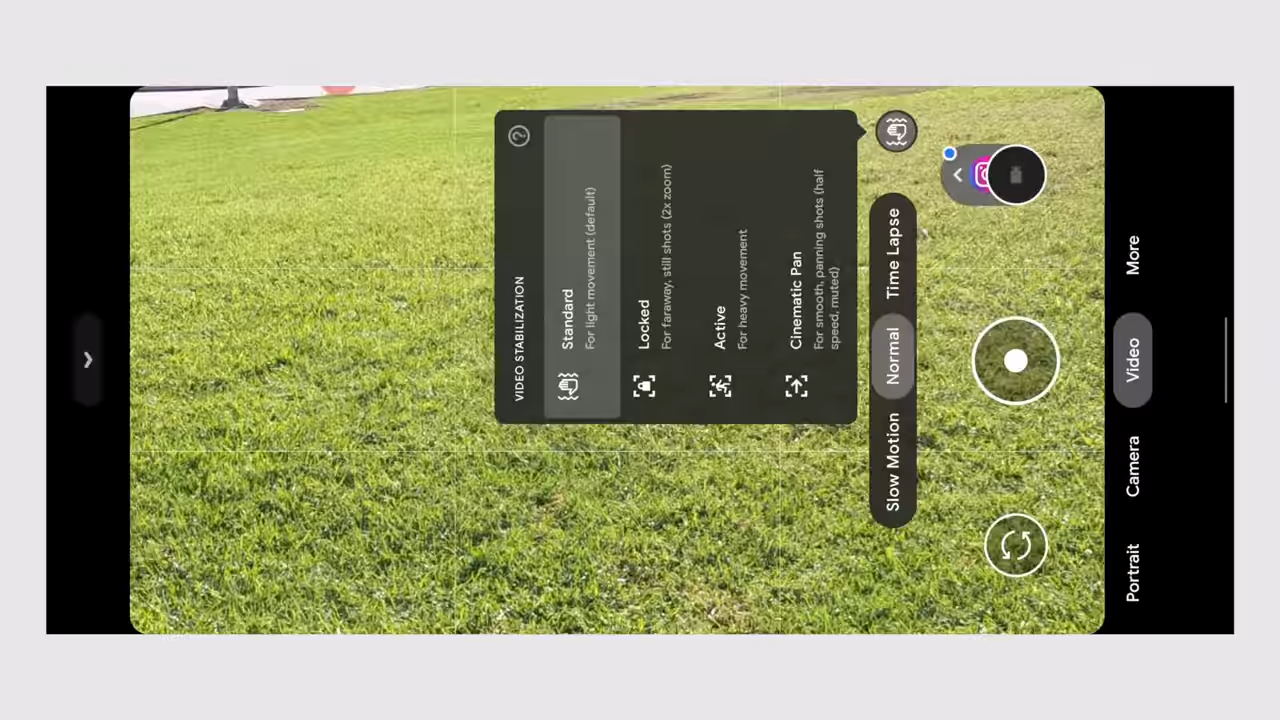 VIDEO STABILIZATION
Standard
For light movement (default)
Locked
For faraway, still shots (2x zoom)
Active
For heavy movement
Cinematic Pan
For smooth, panning shots (half
speed, muted)
Slow Motion
Normal
Time Lapse
Portrait
Camera
Video
More